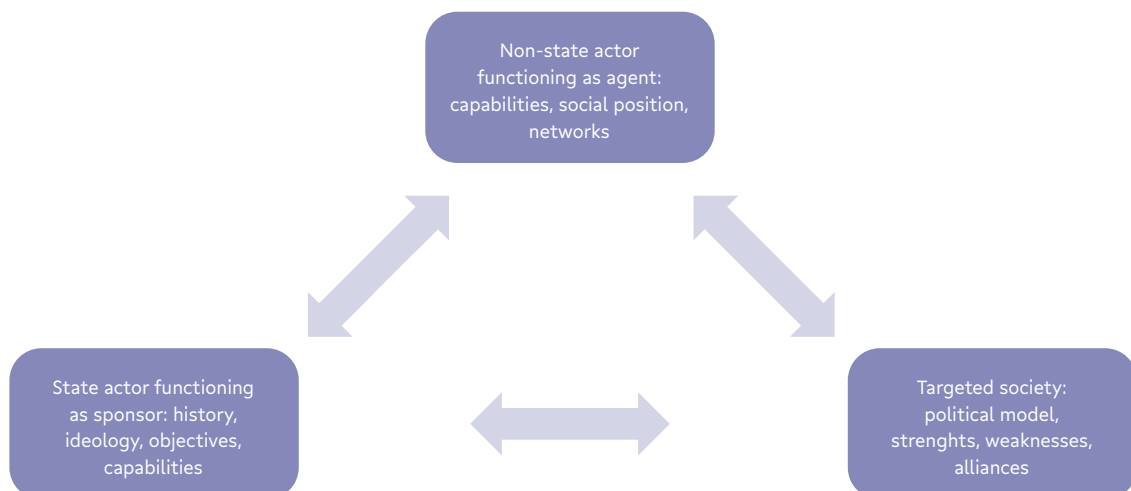 Non-state actor
functioning as agent:
capabilities, social position,
networks
State actor functioning
as sponsor: history,
ideology, objectives,
capabilities
Targeted society:
political model,
strenghts, weaknesses,
alliances